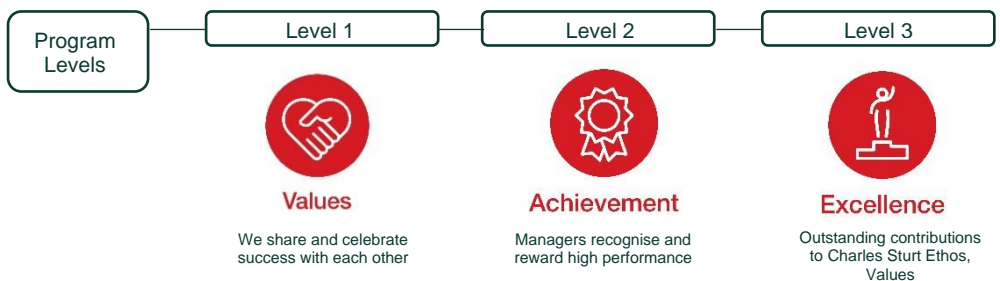 Program
Levels
Level 1
Level 2
Level 3
Values
We share and celebrate
success with each other
Achievement
Managers recognise and
reward high performance
Excellence
Outstanding contributions
to Charles Sturt Ethos,
Values